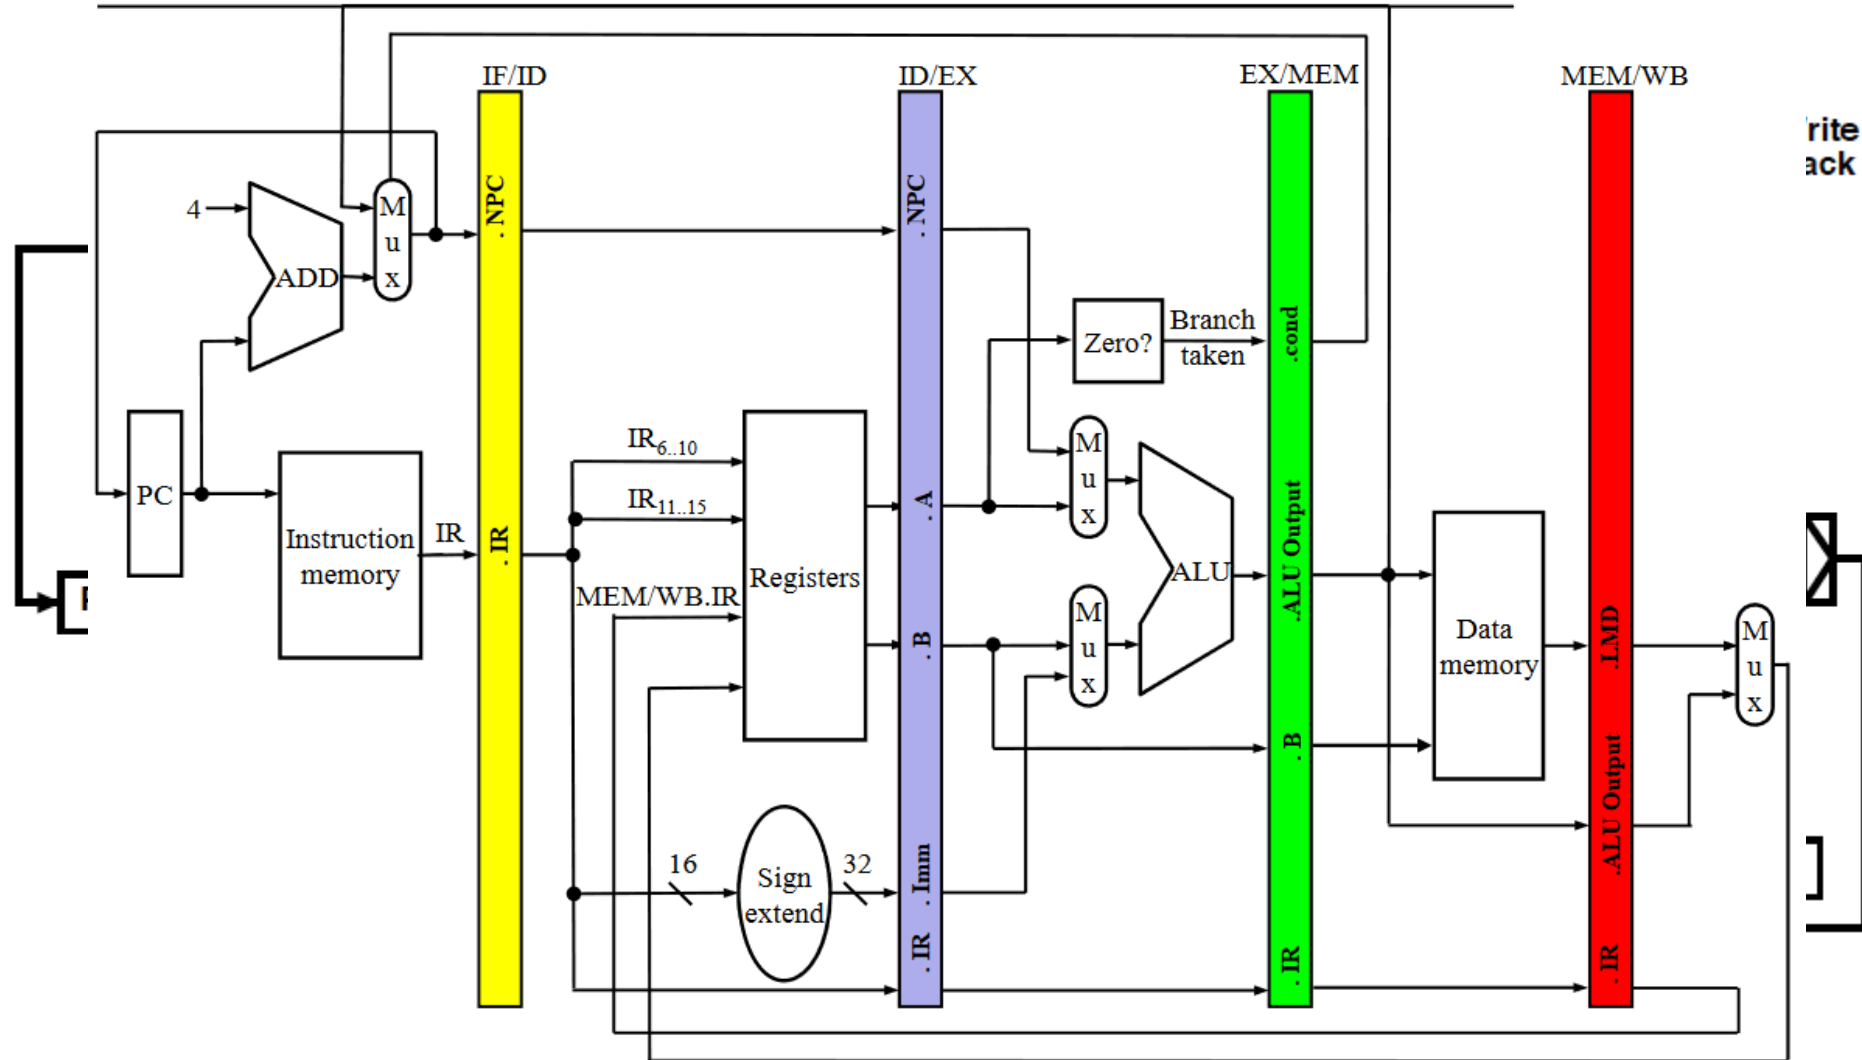 IF/ID
ID/EX
EX/MEM
MEM/WB
rite
ack
4
ADD
M
u
x
. NPC
. NPC
PC
Instruction
memory
IR
. IR
IR6..10
IR11..15
MEM/WB.IR
Registers
16
Sign
extend
32
. A
. B
. Imm
. IR
Zero?
Branch
taken
M
u
x
M
u
x
ALU
.cond
.ALU Output
. B
. IR
Data
memory
.LMD
.ALU Output
. IR
M
u
x